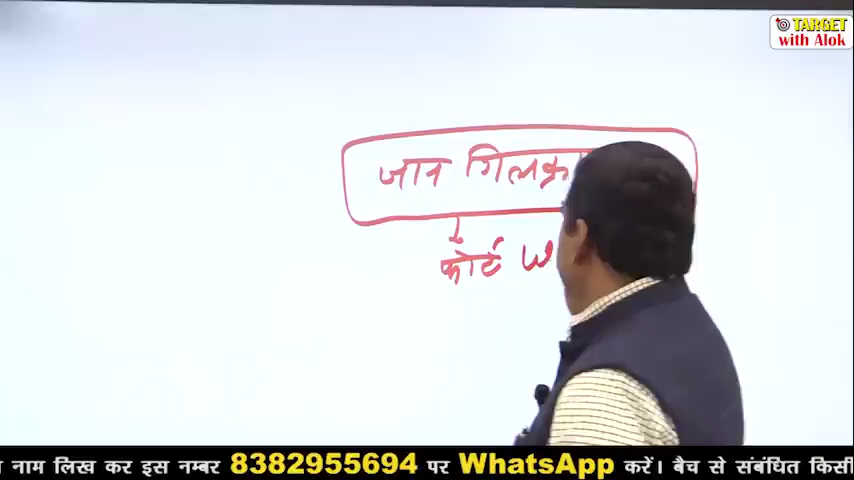 TARGET
with Alok
जान गिलक्रा
फोर्ट W
नाम लिख कर इस नम्बर 8382955694 पर WhatsApp करें। बैच से संबंधित किसी